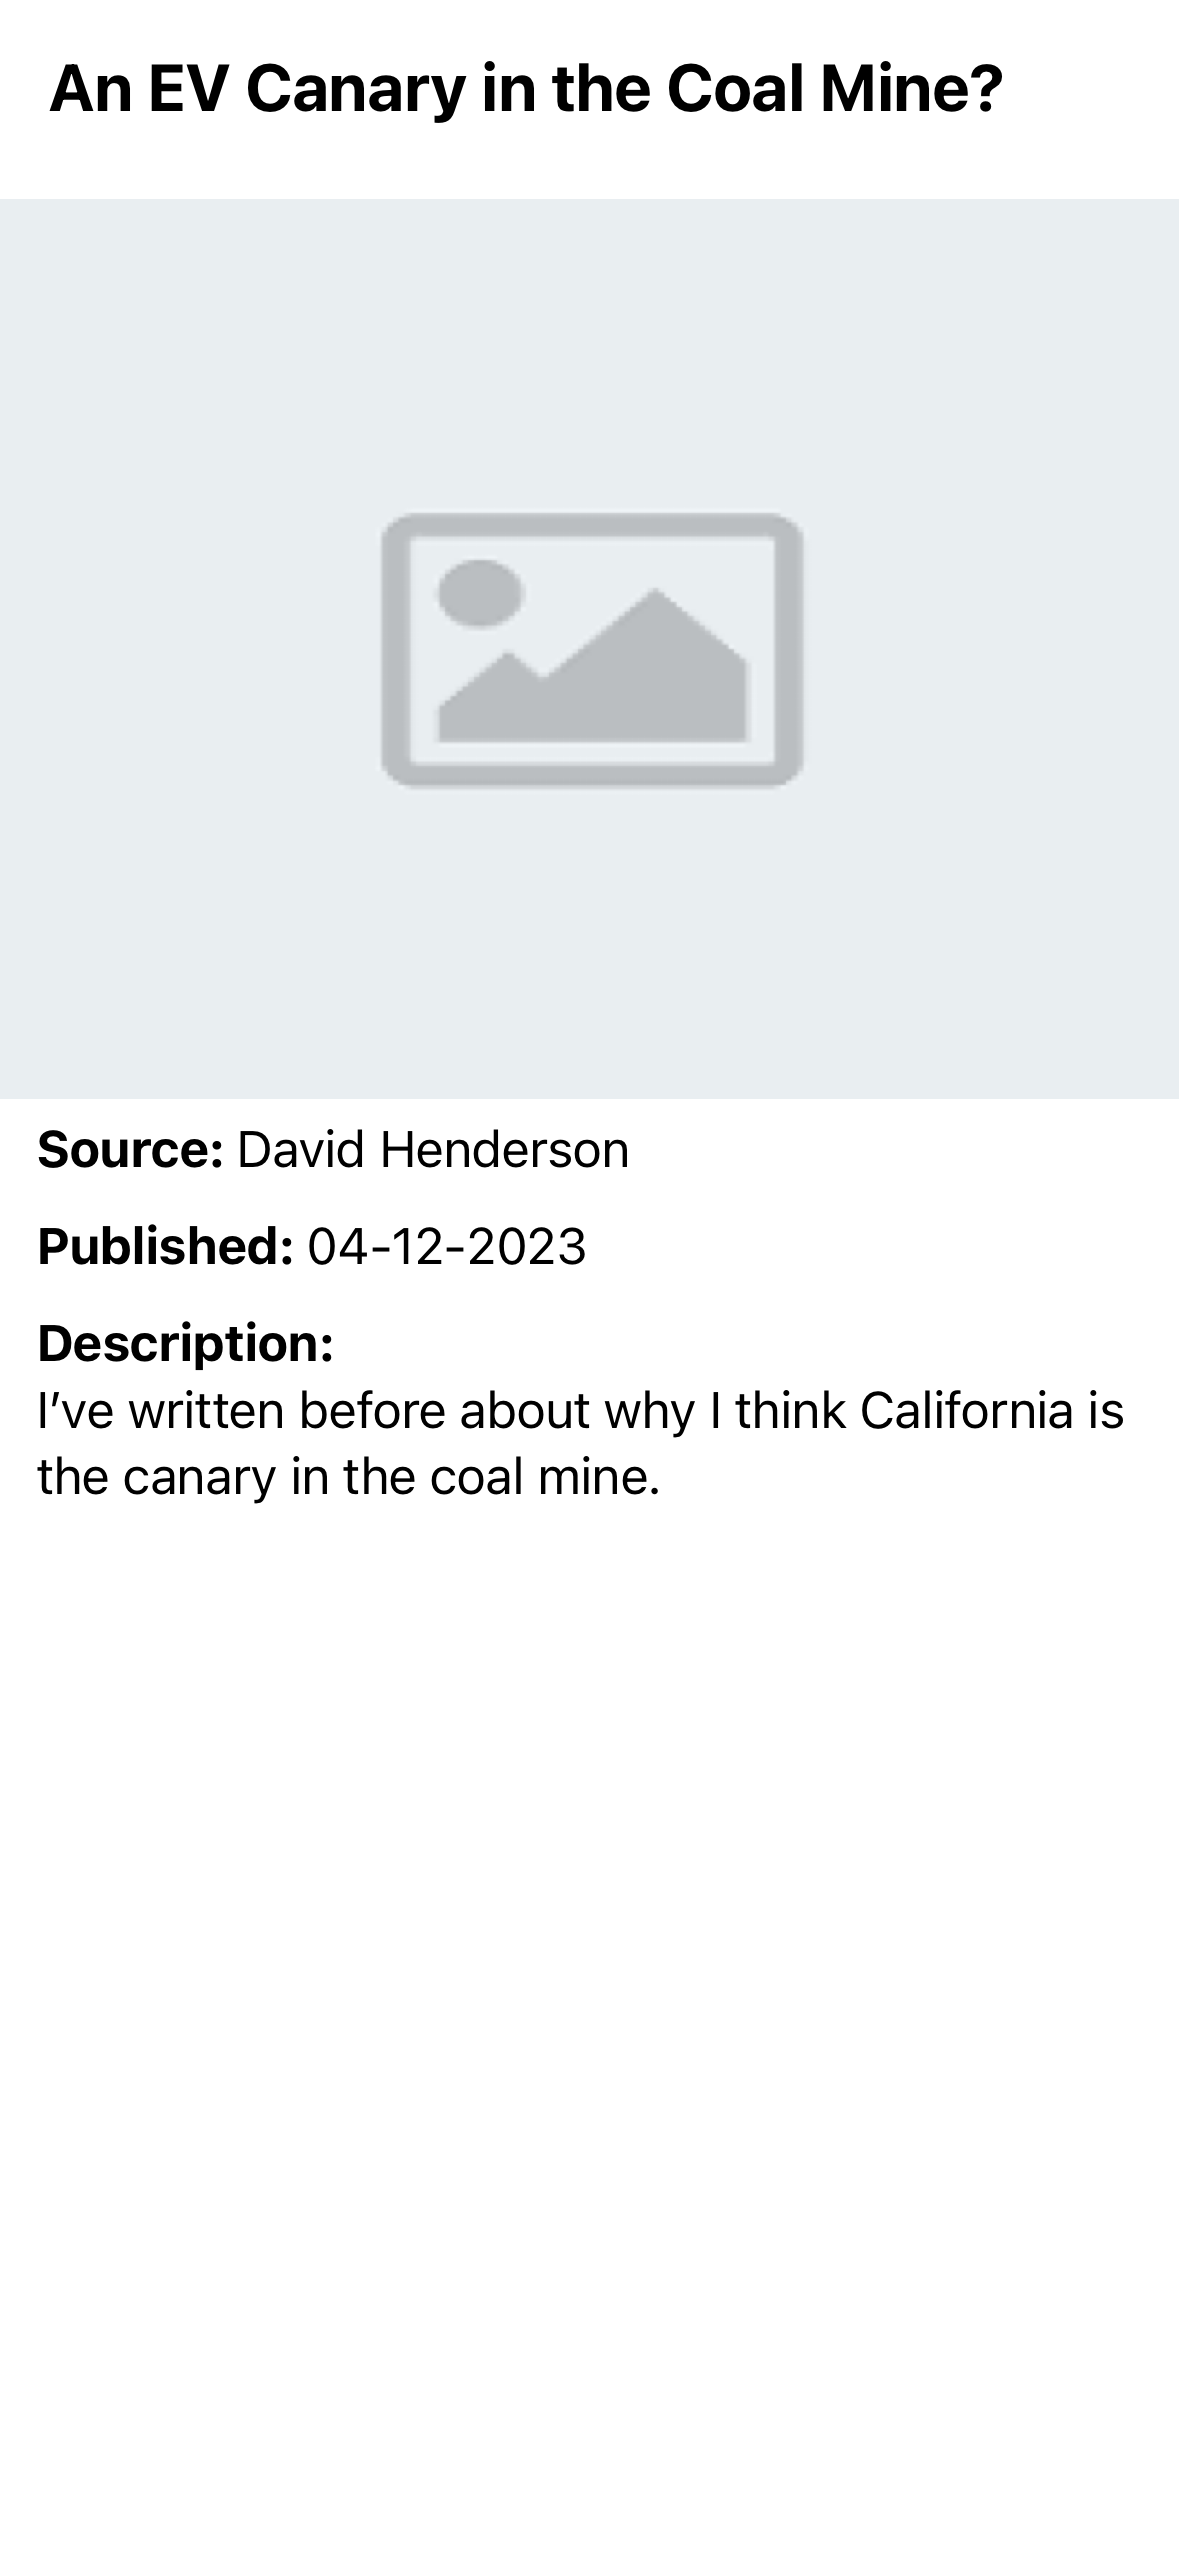 An EV Canary in the Coal Mine?
Source: David Henderson
Published: 04-12-2023
Description:
I’ve written before about why I think California is
the canary in the coal mine.